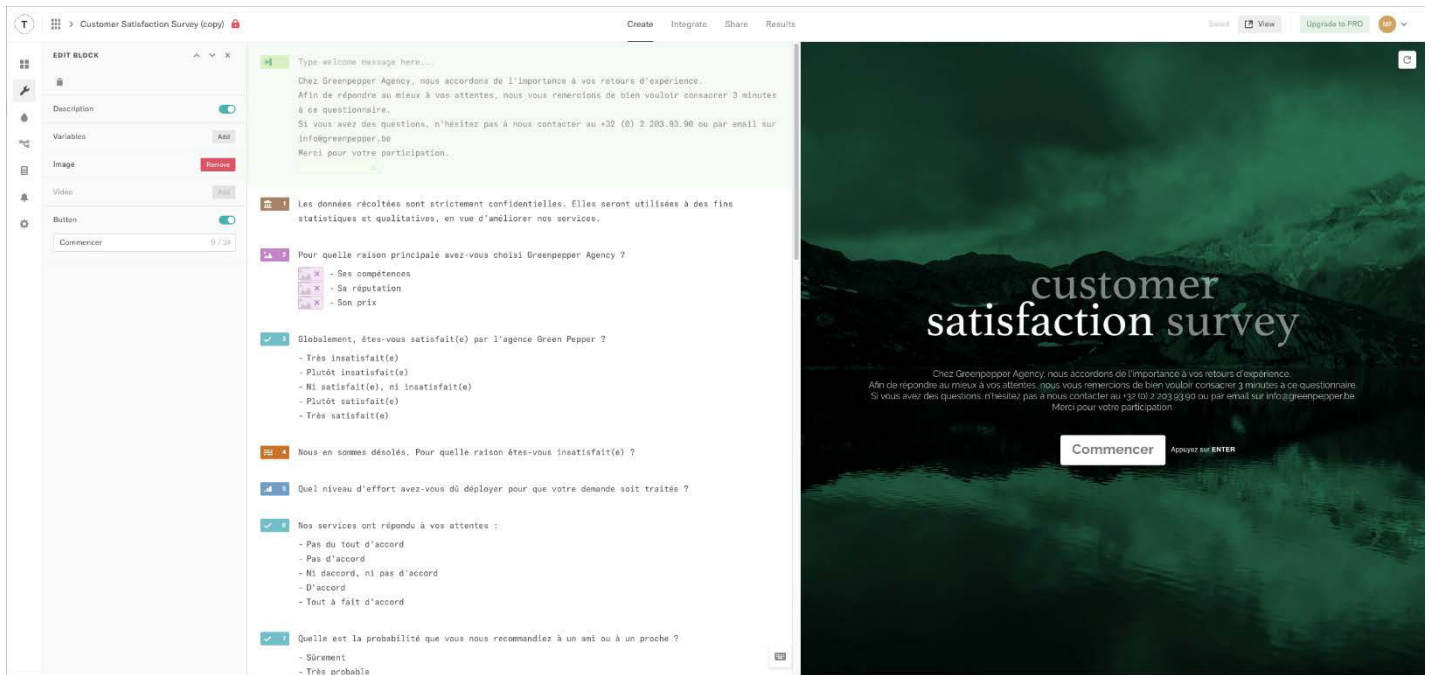 T
> Customer Satisfaction Survey (copy)
Create Integrate Share Results
Saved View Upgrade to PRO MF
EDIT BLOCK
Description
Variables Add
Image Remove
Video Add
Button
Commencer 9 / 24
Type welcome message here...
Chez Greenpepper Agency, nous accordons de l'importance à vos retours d'expérience.
Afin de répondre au mieux à vos attentes, nous vous remercions de bien vouloir consacrer 3 minutes
à ce questionnaire.
Si vous avez des questions, n'hésitez pas à nous contacter au +32 (0) 2 203.93.90 ou par email sur
info@greenpepper.be
Merci pour votre participation.
1 Les données récoltées sont strictement confidentielles. Elles seront utilisées à des fins
statistiques et qualitatives, en vue d'améliorer nos services.
2 Pour quelle raison principale avez-vous choisi Greenpepper Agency ?
- Ses compétences
- Sa réputation
- Son prix
3 Globalement, êtes-vous satisfait(e) par l'agence Green Pepper ?
- Très insatisfait(e)
- Plutôt insatisfait(e)
- Ni satisfait(e), ni insatisfait(e)
- Plutôt satisfait(e)
- Très satisfait(e)
4 Nous en sommes désolés. Pour quelle raison êtes-vous insatisfait(e) ?
5 Quel niveau d'effort avez-vous dû déployer pour que votre demande soit traitée ?
6 Nos services ont répondu à vos attentes :
- Pas du tout d'accord
- Pas d'accord
- Ni daccord, ni pas d'accord
- D'accord
- Tout à fait d'accord
7 Quelle est la probabilité que vous nous recommandiez à un ami ou à un proche ?
- Sûrement
- Très probable
customer
satisfaction survey
Chez Greenpepper Agency, nous accordons de l'importance à vos retours d'expérience.
Afin de répondre au mieux à vos attentes, nous vous remercions de bien vouloir consacrer 3 minutes à ce questionnaire.
Si vous avez des questions, n'hésitez pas à nous contacter au +32 (0) 2 203.93.90 ou par email sur info@greenpepper.be
Merci pour votre participation.
Commencer Appuyez sur ENTER